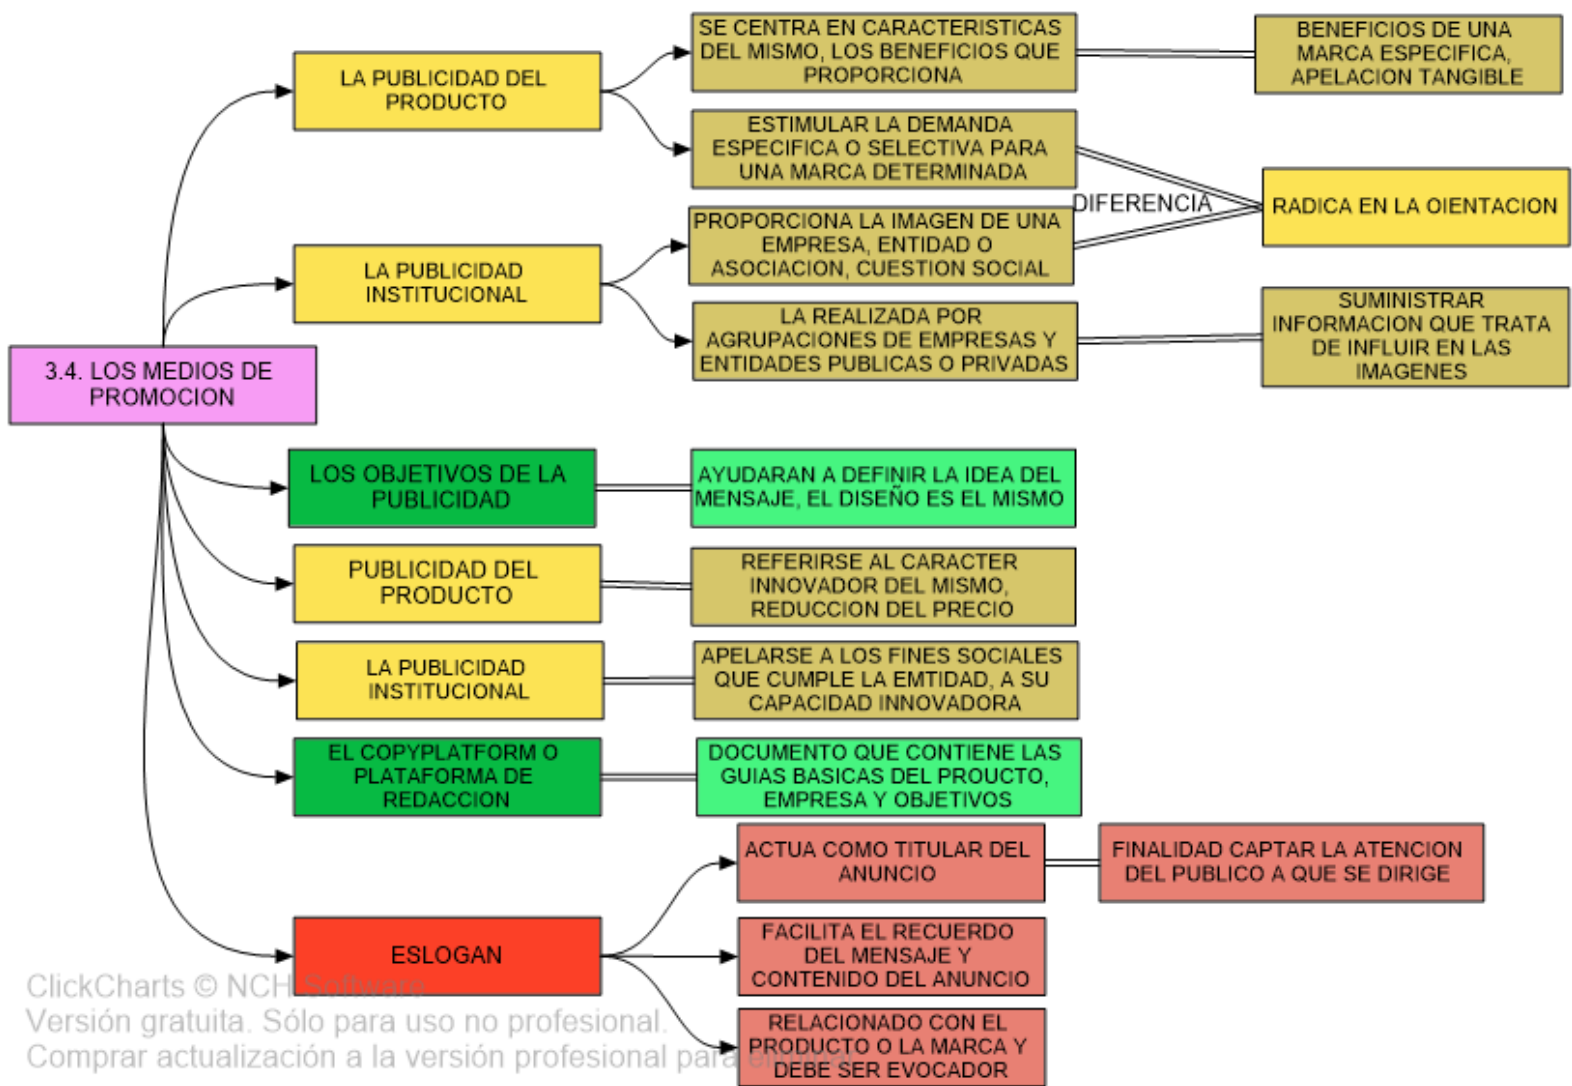 3.4. LOS MEDIOS DE
PROMOCION
LA PUBLICIDAD DEL
PRODUCTO
SE CENTRA EN CARACTERISTICAS
DEL MISMO, LOS BENEFICIOS QUE
PROPORCIONA
BENEFICIOS DE UNA
MARCA ESPECIFICA,
APELACION TANGIBLE
ESTIMULAR LA DEMANDA
ESPECIFICA O SELECTIVA PARA
UNA MARCA DETERMINADA
DIFERENCIA
RADICA EN LA OIENTACION
LA PUBLICIDAD
INSTITUCIONAL
PROPORCIONA LA IMAGEN DE UNA
EMPRESA, ENTIDAD O
ASOCIACION, CUESTION SOCIAL
LA REALIZADA POR
AGRUPACIONES DE EMPRESAS Y
ENTIDADES PUBLICAS O PRIVADAS
SUMINISTRAR
INFORMACION QUE TRATA
DE INFLUIR EN LAS
IMAGENES
LOS OBJETIVOS DE LA
PUBLICIDAD
AYUDARAN A DEFINIR LA IDEA DEL
MENSAJE, EL DISEÑO ES EL MISMO
PUBLICIDAD DEL
PRODUCTO
REFERIRSE AL CARACTER
INNOVADOR DEL MISMO,
REDUCCION DEL PRECIO
LA PUBLICIDAD
INSTITUCIONAL
APELARSE A LOS FINES SOCIALES
QUE CUMPLE LA EMTIDAD, A SU
CAPACIDAD INNOVADORA
EL COPYPLATFORM O
PLATAFORMA DE
REDACCION
DOCUMENTO QUE CONTIENE LAS
GUIAS BASICAS DEL PROUCTO,
EMPRESA Y OBJETIVOS
ESLOGAN
ACTUA COMO TITULAR DEL
ANUNCIO
FINALIDAD CAPTAR LA ATENCION
DEL PUBLICO A QUE SE DIRIGE
FACILITA EL RECUERDO
DEL MENSAJE Y
CONTENIDO DEL ANUNCIO
RELACIONADO CON EL
PRODUCTO O LA MARCA Y
DEBE SER EVOCADOR
ClickCharts © NCH Software
Versión gratuita. Sólo para uso no profesional.
Comprar actualización a la versión profesional para eliminar